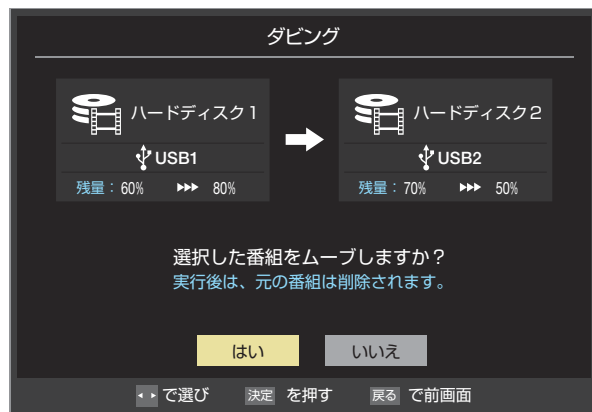 ダビング
ハードディスク1
USB1
残量：60% ▶▶▶ 80%
ハードディスク2
USB2
残量：70% ▶▶▶ 50%
選択した番組をムーブしますか？
実行後は、元の番組は削除されます。
はい いいえ
で選び 決定 を押す 戻る で前画面